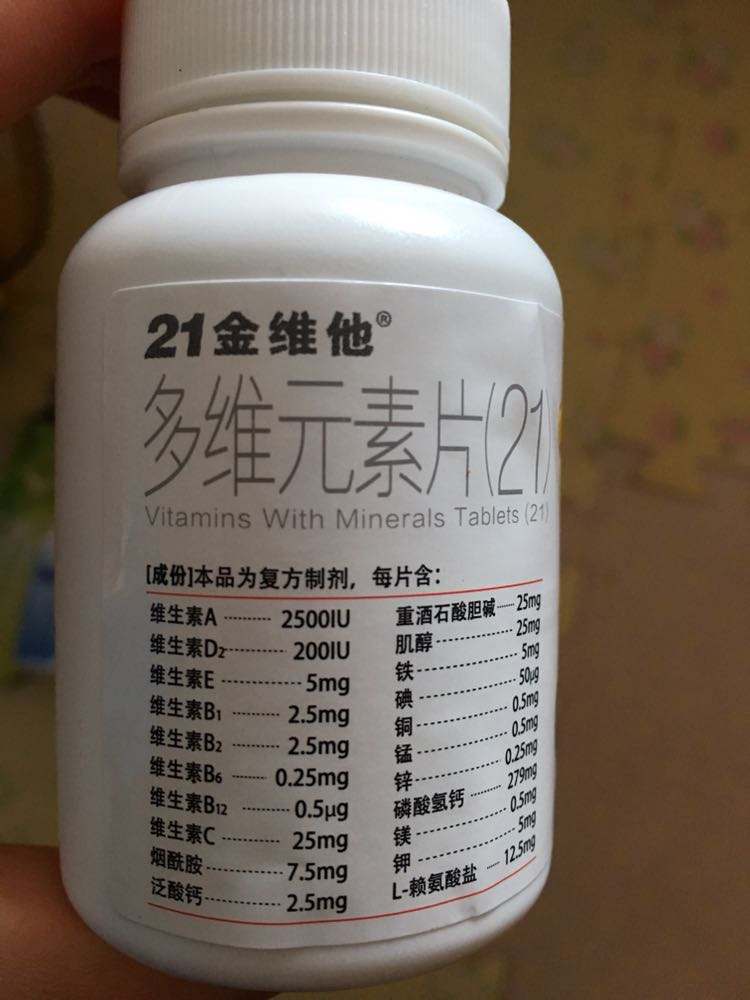 21金维他®
多维元素片(21)
Vitamins With Minerals Tablets (21)
[成份]本品为复方制剂，每片含：
维生素A ········ 2500IU
维生素D₂ ········ 200IU
维生素E ········ 5mg
维生素B₁ ········ 2.5mg
维生素B₂ ········ 2.5mg
维生素B₆ ········ 0.25mg
维生素B₁₂ ········ 0.5μg
维生素C ········ 25mg
烟酰胺 ········ 7.5mg
泛酸钙 ········ 2.5mg
重酒石酸胆碱 ········ 25mg
肌醇 ········ 25mg
铁 ········ 5mg
碘 ········ 50μg
铜 ········ 0.5mg
锰 ········ 0.5mg
锌 ········ 0.25mg
磷酸氢钙 ········ 279mg
镁 ········ 0.5mg
钾 ········ 5mg
L-赖氨酸盐 ········ 12.5mg